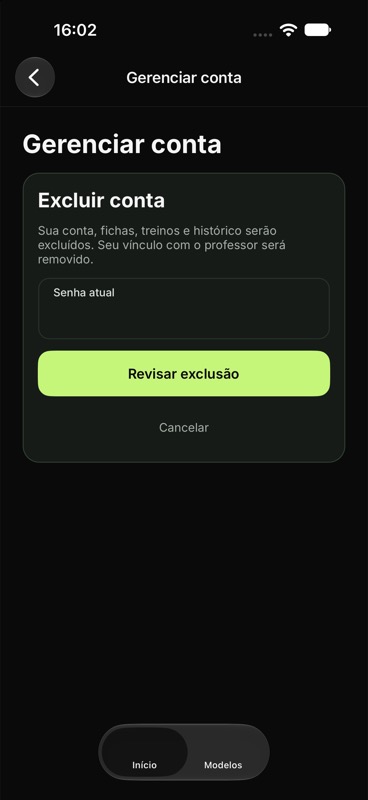 16:02
Gerenciar conta
Gerenciar conta
Excluir conta
Sua conta, fichas, treinos e histórico serão
excluídos. Seu vínculo com o professor será
removido.
Senha atual
Revisar exclusão
Cancelar
Início
Modelos